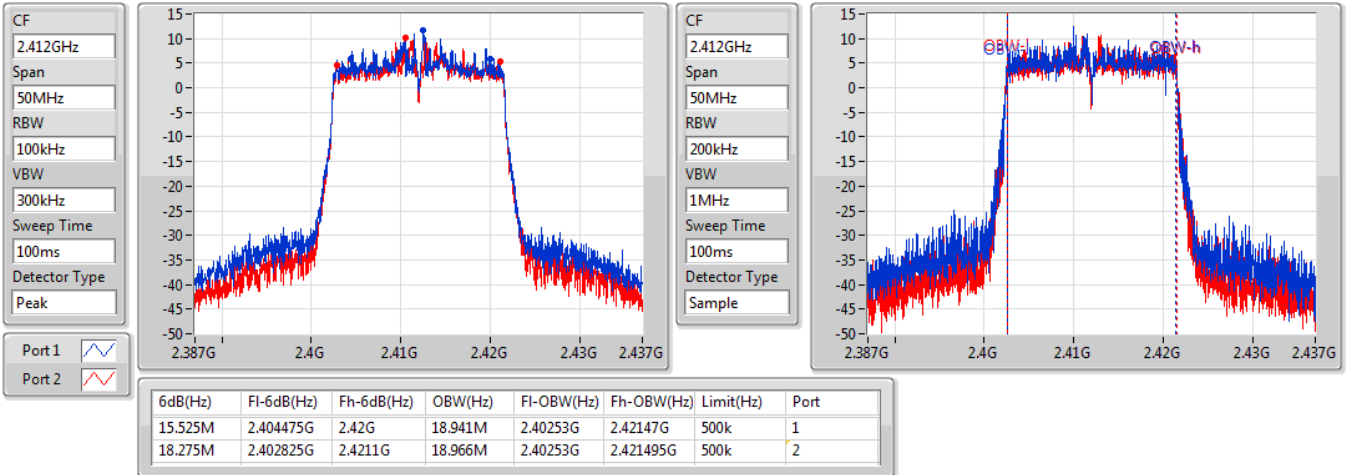 CF
2.412GHz
Span
50MHz
RBW
100kHz
VBW
300kHz
Sweep Time
100ms
Detector Type
Peak
Port 1
Port 2
15-
10-
5-
0-
-5-
-10-
-15-
-20-
-25-
-30-
-35-
-40-
-45-
-50-
2.387G 2.4G 2.41G 2.42G 2.43G 2.437G
CF
2.412GHz
Span
50MHz
RBW
200kHz
VBW
1MHz
Sweep Time
100ms
Detector Type
Sample
15-
10-
5-
0-
-5-
-10-
-15-
-20-
-25-
-30-
-35-
-40-
-45-
-50-
OBW-l OBW-h
2.387G 2.4G 2.41G 2.42G 2.43G 2.437G
6dB(Hz) Fl-6dB(Hz) Fh-6dB(Hz) OBW(Hz) Fl-OBW(Hz) Fh-OBW(Hz) Limit(Hz) Port
15.525M 2.404475G 2.42G 18.941M 2.40253G 2.42147G 500k 1
18.275M 2.402825G 2.4211G 18.966M 2.40253G 2.421495G 500k 2